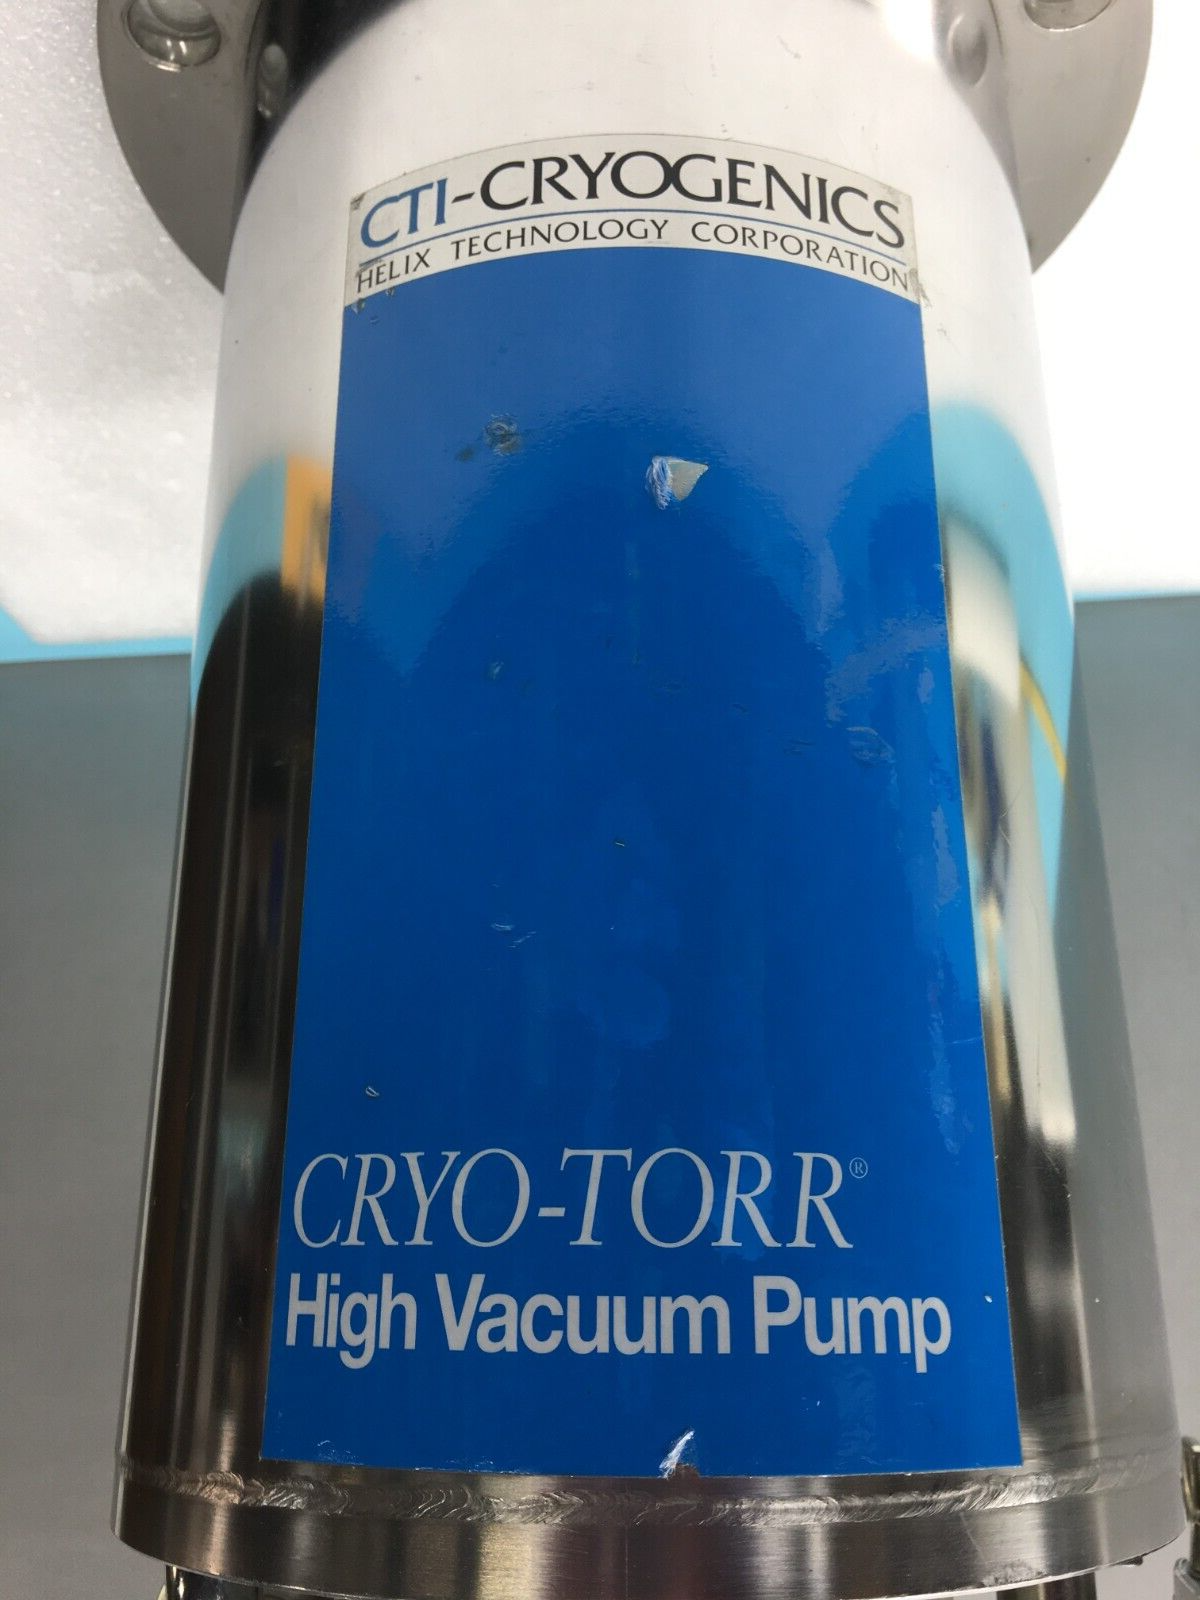 CTI-CRYOGENICS
HELIX TECHNOLOGY CORPORATION
CRYO-TORR®
High Vacuum Pump